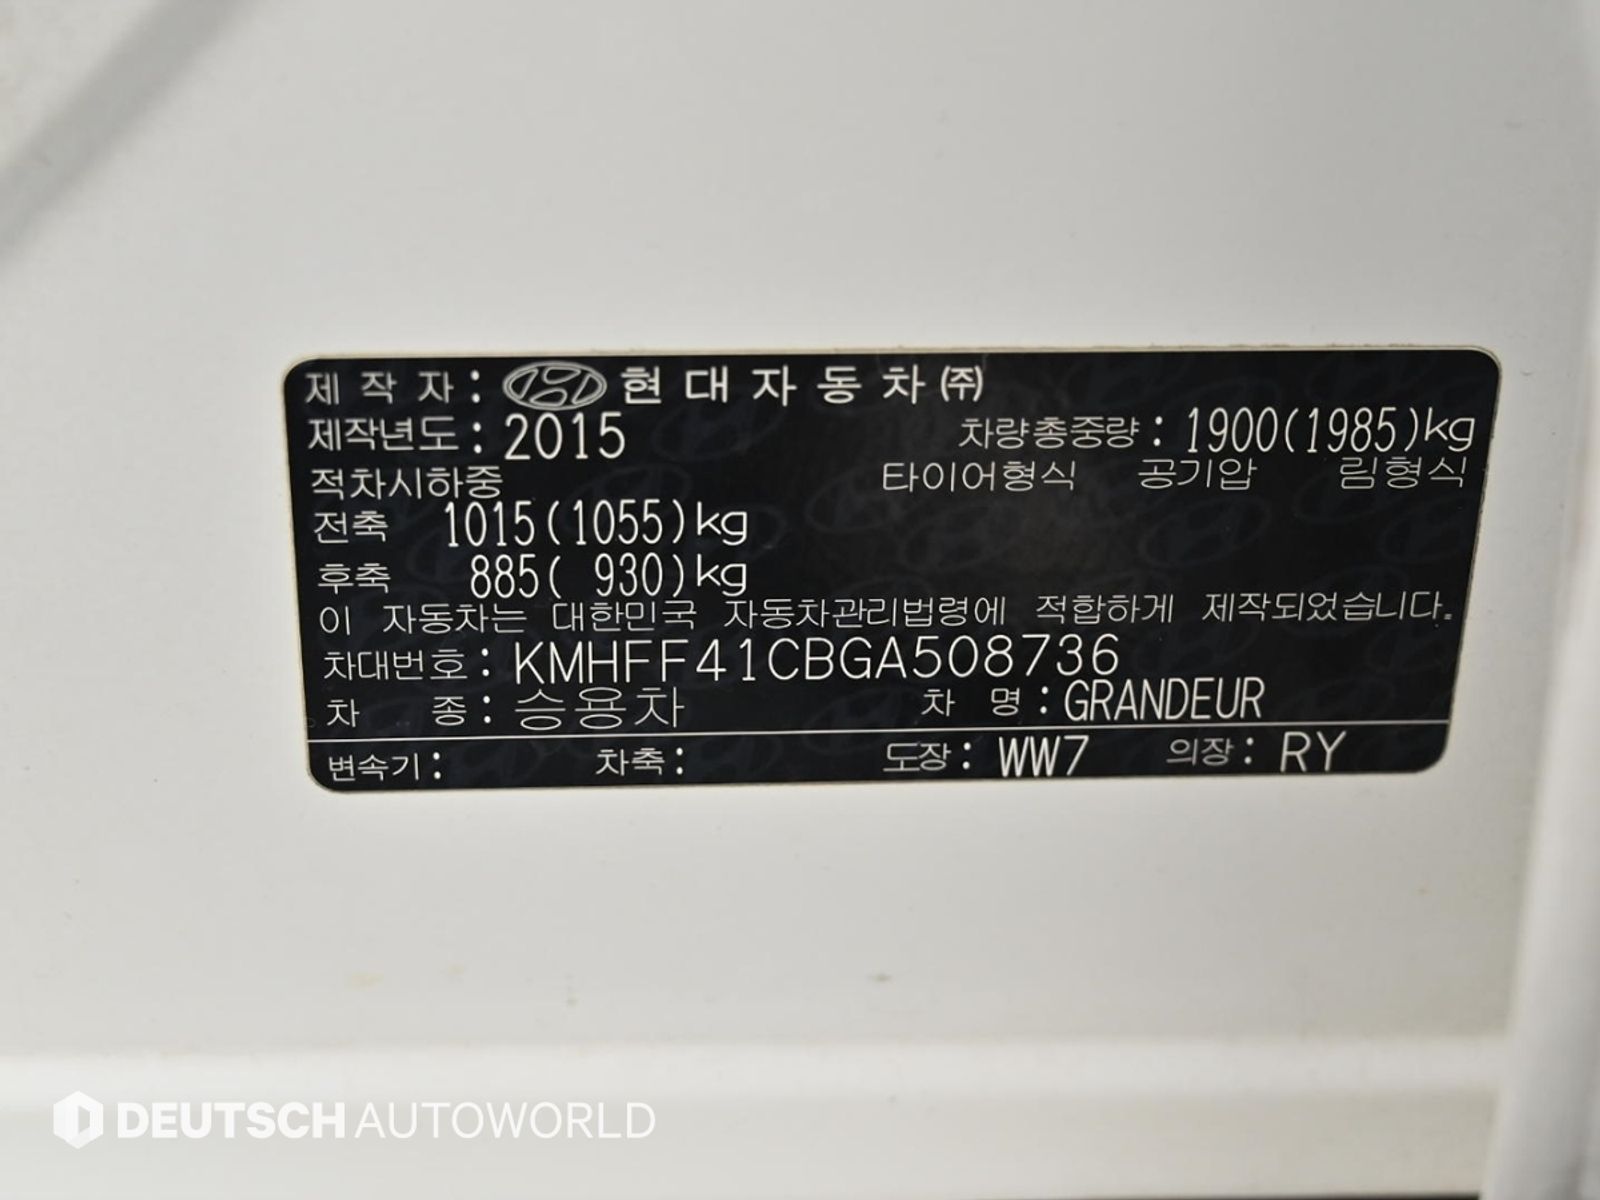 제 작 자 : 현대자동차(주)
제작년도 : 2015 차량총중량 : 1900(1985)kg
적차시하중 타이어형식 공기압 림형식
전축 1015(1055)kg
후축 885( 930)kg
이 자동차는 대한민국 자동차관리법령에 적합하게 제작되었습니다.
차대번호 : KMHFF41CBGA508736
차 종 : 승용차 차 명 : GRANDEUR
변속기 : 차축 : 도장 : WW7 의장 : RY
DEUTSCH AUTOWORLD